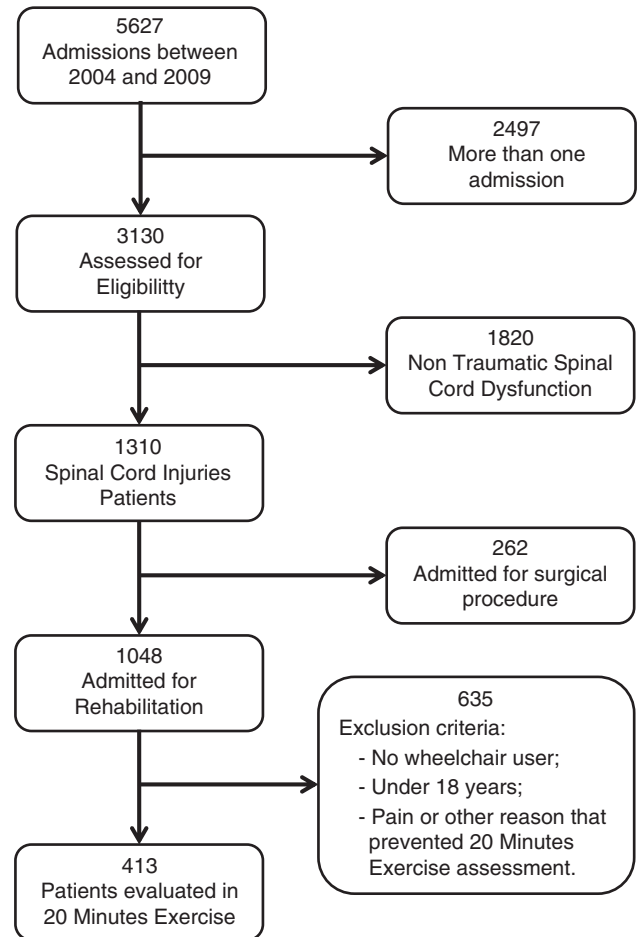 5627
Admissions between
2004 and 2009
2497
More than one
admission
3130
Assessed for
Eligibilitty
1820
Non Traumatic Spinal
Cord Dysfunction
1310
Spinal Cord Injuries
Patients
262
Admitted for surgical
procedure
1048
Admitted for
Rehabilitation
635
Exclusion criteria:
- No wheelchair user;
- Under 18 years;
- Pain or other reason that
prevented 20 Minutes
Exercise assessment.
413
Patients evaluated in
20 Minutes Exercise